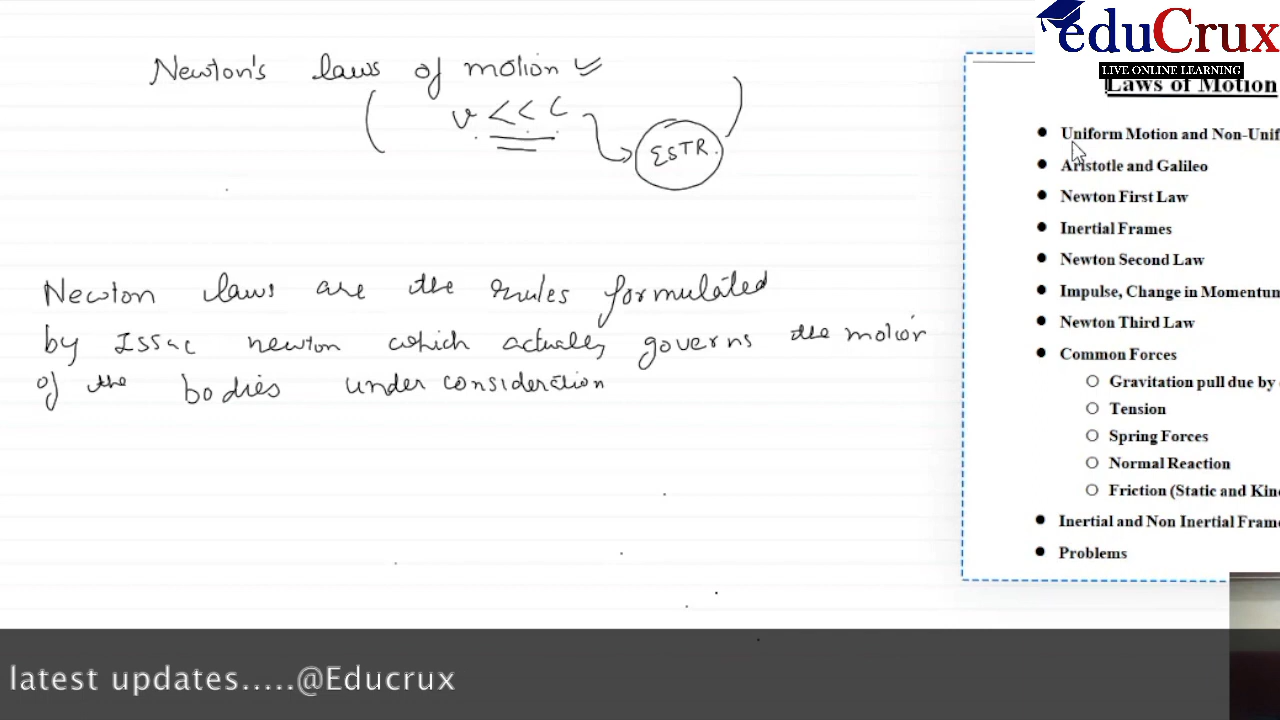 Newton's laws of motion
v <<< c
ESTR.
Newton laws are the rules formulated
by Issac newton which actually governs the motion
of the bodies under consideration
eduCrux
LIVE ONLINE LEARNING
Laws of Motion
Uniform Motion and Non-Unif
Aristotle and Galileo
Newton First Law
Inertial Frames
Newton Second Law
Impulse, Change in Momentum
Newton Third Law
Common Forces
Gravitation pull due by
Tension
Spring Forces
Normal Reaction
Friction (Static and Kine
Inertial and Non Inertial Frame
Problems
latest updates.....@Educrux